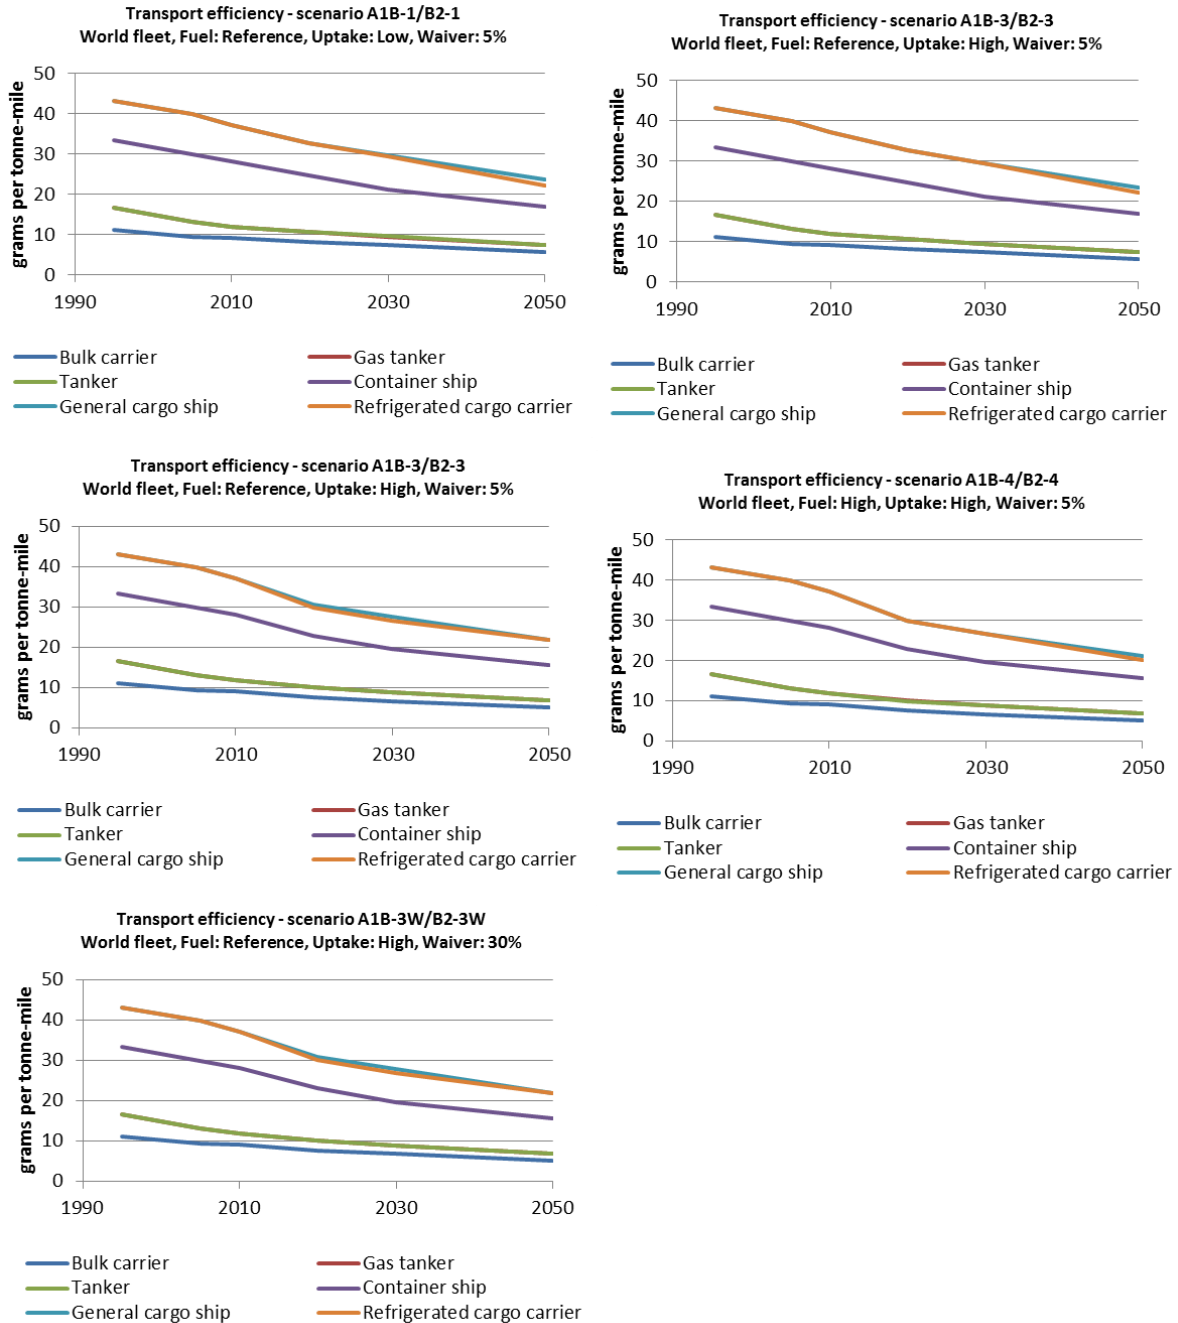 Transport efficiency - scenario A1B-1/B2-1
World fleet, Fuel: Reference, Uptake: Low, Waiver: 5%
grams per tonne-mile
50
40
30
20
10
0
1990 2010 2030 2050
Bulk carrier Gas tanker
Tanker Container ship
General cargo ship Refrigerated cargo carrier
Transport efficiency - scenario A1B-3/B2-3
World fleet, Fuel: Reference, Uptake: High, Waiver: 5%
grams per tonne-mile
50
40
30
20
10
0
1990 2010 2030 2050
Bulk carrier Gas tanker
Tanker Container ship
General cargo ship Refrigerated cargo carrier
Transport efficiency - scenario A1B-3/B2-3
World fleet, Fuel: Reference, Uptake: High, Waiver: 5%
grams per tonne-mile
50
40
30
20
10
0
1990 2010 2030 2050
Bulk carrier Gas tanker
Tanker Container ship
General cargo ship Refrigerated cargo carrier
Transport efficiency - scenario A1B-4/B2-4
World fleet, Fuel: High, Uptake: High, Waiver: 5%
grams per tonne-mile
50
40
30
20
10
0
1990 2010 2030 2050
Bulk carrier Gas tanker
Tanker Container ship
General cargo ship Refrigerated cargo carrier
Transport efficiency - scenario A1B-3W/B2-3W
World fleet, Fuel: Reference, Uptake: High, Waiver: 30%
grams per tonne-mile
50
40
30
20
10
0
1990 2010 2030 2050
Bulk carrier Gas tanker
Tanker Container ship
General cargo ship Refrigerated cargo carrier